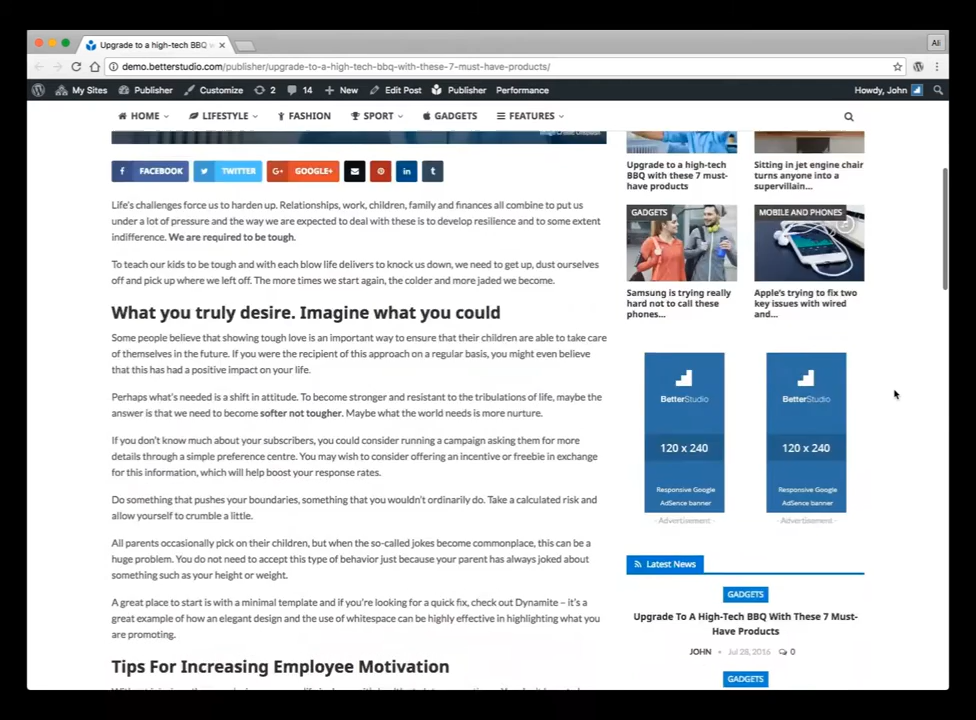 Upgrade to a high-tech BBQ
Ali
demo.betterstudio.com/publisher/upgrade-to-a-high-tech-bbq-with-these-7-must-have-products/
My Sites Publisher Customize 2 14 New Edit Post Publisher Performance Howdy, John
HOME LIFESTYLE FASHION SPORT GADGETS FEATURES
FACEBOOK TWITTER GOOGLE+
Life's challenges force us to harden up. Relationships, work, children, family and finances all combine to put us
under a lot of pressure and the way we are expected to deal with these is to develop resilience and to some extent
indifference. We are required to be tough.
To teach our kids to be tough and with each blow life delivers to knock us down, we need to get up, dust ourselves
off and pick up where we left off. The more times we start again, the colder and more jaded we become.
What you truly desire. Imagine what you could
Some people believe that showing tough love is an important way to ensure that their children are able to take care
of themselves in the future. If you were the recipient of this approach on a regular basis, you might even believe
that this has had a positive impact on your life.
Perhaps what's needed is a shift in attitude. To become stronger and resistant to the tribulations of life, maybe the
answer is that we need to become softer not tougher. Maybe what the world needs is more nurture.
If you don't know much about your subscribers, you could consider running a campaign asking them for more
details through a simple preference centre. You may wish to consider offering an incentive or freebie in exchange
for this information, which will help boost your response rates.
Do something that pushes your boundaries, something that you wouldn't ordinarily do. Take a calculated risk and
allow yourself to crumble a little.
All parents occasionally pick on their children, but when the so-called jokes become commonplace, this can be a
huge problem. You do not need to accept this type of behavior just because your parent has always joked about
something such as your height or weight.
A great place to start is with a minimal template and if you're looking for a quick fix, check out Dynamite – it's a
great example of how an elegant design and the use of whitespace can be highly effective in highlighting what you
are promoting.
Tips For Increasing Employee Motivation
Upgrade to a high-tech
BBQ with these 7 must-
have products
Sitting in jet engine chair
turns anyone into a
supervillain...
GADGETS
MOBILE AND PHONES
Samsung is trying really
hard not to call these
phones...
Apple's trying to fix two
key issues with wired
and...
BetterStudio
120 x 240
Responsive Google
AdSence banner
- Advertisement -
BetterStudio
120 x 240
Responsive Google
AdSence banner
- Advertisement -
Latest News
GADGETS
Upgrade To A High-Tech BBQ With These 7 Must-
Have Products
JOHN • Jul 28, 2016 0
GADGETS